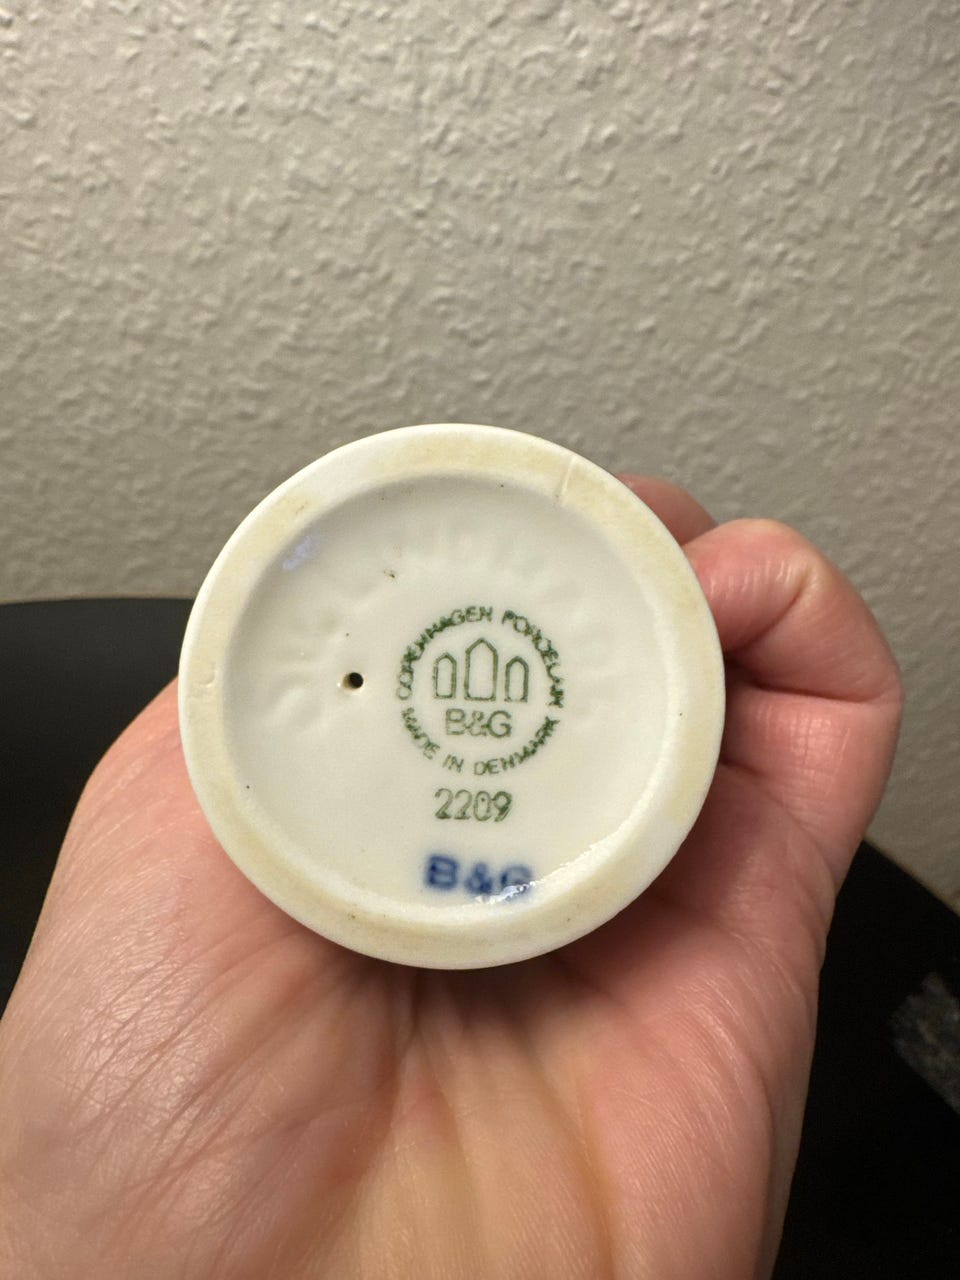 COPENHAGEN PORCELAIN
B&G
MADE IN DENMARK
2209
B&G